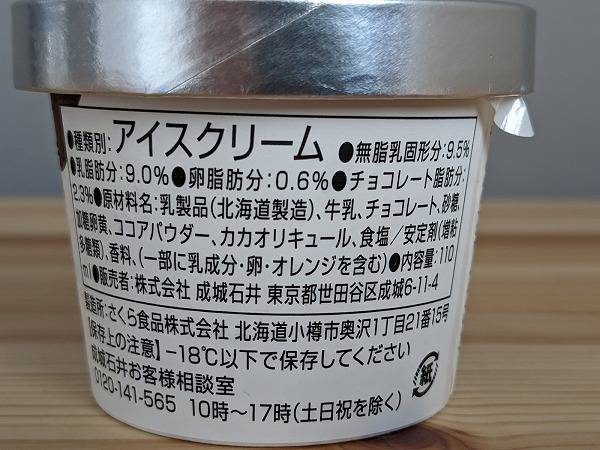 ●種類別:アイスクリーム ●無脂乳固形分:9.5%
●乳脂肪分:9.0%●卵脂肪分:0.6%●チョコレート脂肪分:
2.3%●原材料名:乳製品(北海道製造)、牛乳、チョコレート、砂糖、
加糖卵黄、ココアパウダー、カカオリキュール、食塩/安定剤(増粘
多糖類)、香料、(一部に乳成分・卵・オレンジを含む)●内容量:110
ml●販売者:株式会社 成城石井 東京都世田谷区成城6-11-4
製造所:さくら食品株式会社 北海道小樽市奥沢1丁目21番15号
【保存上の注意】-18℃以下で保存してください
成城石井お客様相談室
0120-141-565 10時~17時(土日祝を除く)
紙